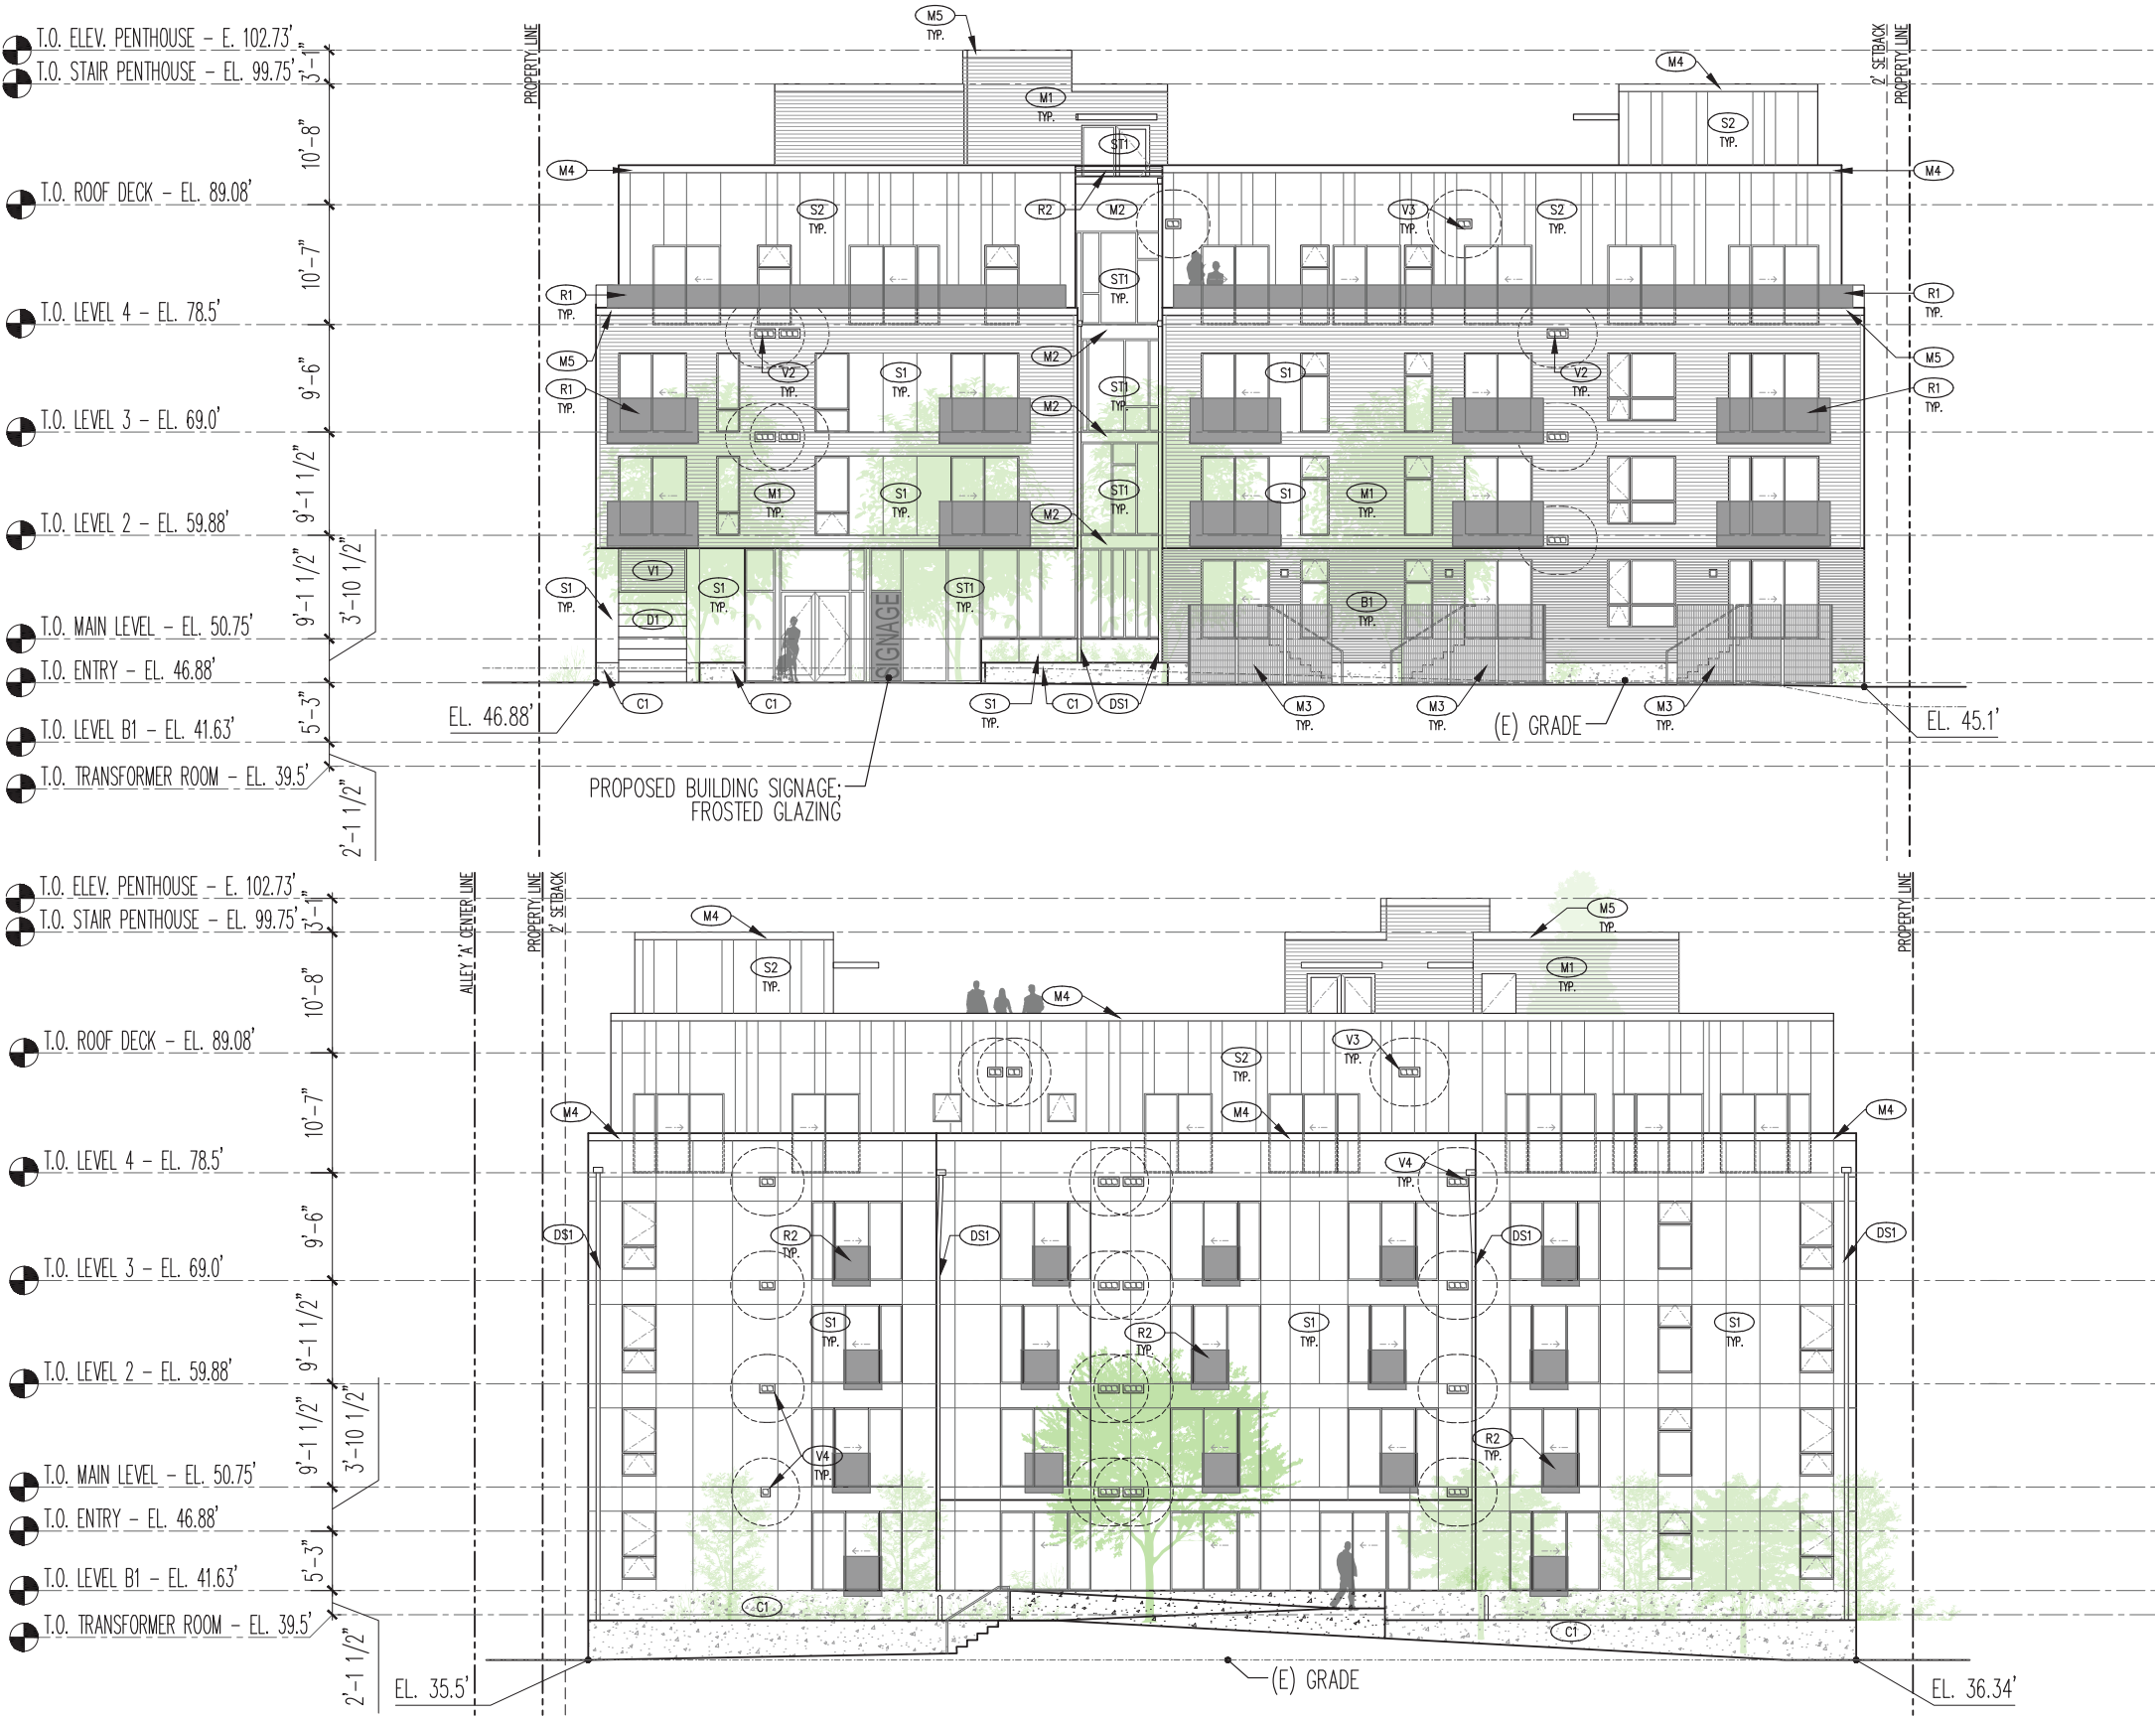 M5
TYP.
T.O. ELEV. PENTHOUSE – E. 102.73'
3'-1"
T.O. STAIR PENTHOUSE – EL. 99.75'
PROPERTY LINE
2' SETBACK
PROPERTY LINE
M4
M1
TYP.
S2
TYP.
10'-8"
ST1
M4
M4
T.O. ROOF DECK – EL. 89.08'
S2
TYP.
R2
M2
V3
TYP.
S2
TYP.
10'-7"
ST1
TYP.
R1
TYP.
R1
TYP.
T.O. LEVEL 4 – EL. 78.5'
M5
M2
M5
9'-6"
V2
TYP.
S1
ST1
TYP.
S1
V2
TYP.
R1
TYP.
R1
TYP.
M2
T.O. LEVEL 3 – EL. 69.0'
9'-1 1/2"
M1
TYP.
S1
TYP.
ST1
TYP.
S1
M1
TYP.
M2
T.O. LEVEL 2 – EL. 59.88'
9'-1 1/2"
3'-10 1/2"
V1
S1
TYP.
S1
TYP.
ST1
TYP.
D1
B1
TYP.
SIGNAGE
T.O. MAIN LEVEL – EL. 50.75'
T.O. ENTRY – EL. 46.88'
C1
C1
S1
TYP.
C1
DS1
M3
TYP.
M3
TYP.
M3
TYP.
5'-3"
EL. 46.88'
(E) GRADE
EL. 45.1'
T.O. LEVEL B1 – EL. 41.63'
T.O. TRANSFORMER ROOM – EL. 39.5'
2'-1 1/2"
PROPOSED BUILDING SIGNAGE;
FROSTED GLAZING
T.O. ELEV. PENTHOUSE – E. 102.73'
3'-1"
T.O. STAIR PENTHOUSE – EL. 99.75'
ALLEY 'A' CENTER LINE
PROPERTY LINE
2' SETBACK
PROPERTY LINE
M4
M5
TYP.
S2
TYP.
M1
TYP.
10'-8"
M4
T.O. ROOF DECK – EL. 89.08'
S2
TYP.
V3
TYP.
10'-7"
M4
M4
M4
T.O. LEVEL 4 – EL. 78.5'
V4
TYP.
9'-6"
DS1
R2
TYP.
DS1
DS1
DS1
T.O. LEVEL 3 – EL. 69.0'
9'-1 1/2"
S1
TYP.
R2
TYP.
S1
TYP.
S1
TYP.
T.O. LEVEL 2 – EL. 59.88'
9'-1 1/2"
3'-10 1/2"
V4
TYP.
R2
TYP.
T.O. MAIN LEVEL – EL. 50.75'
T.O. ENTRY – EL. 46.88'
5'-3"
T.O. LEVEL B1 – EL. 41.63'
C1
C1
T.O. TRANSFORMER ROOM – EL. 39.5'
2'-1 1/2"
EL. 35.5'
(E) GRADE
EL. 36.34'